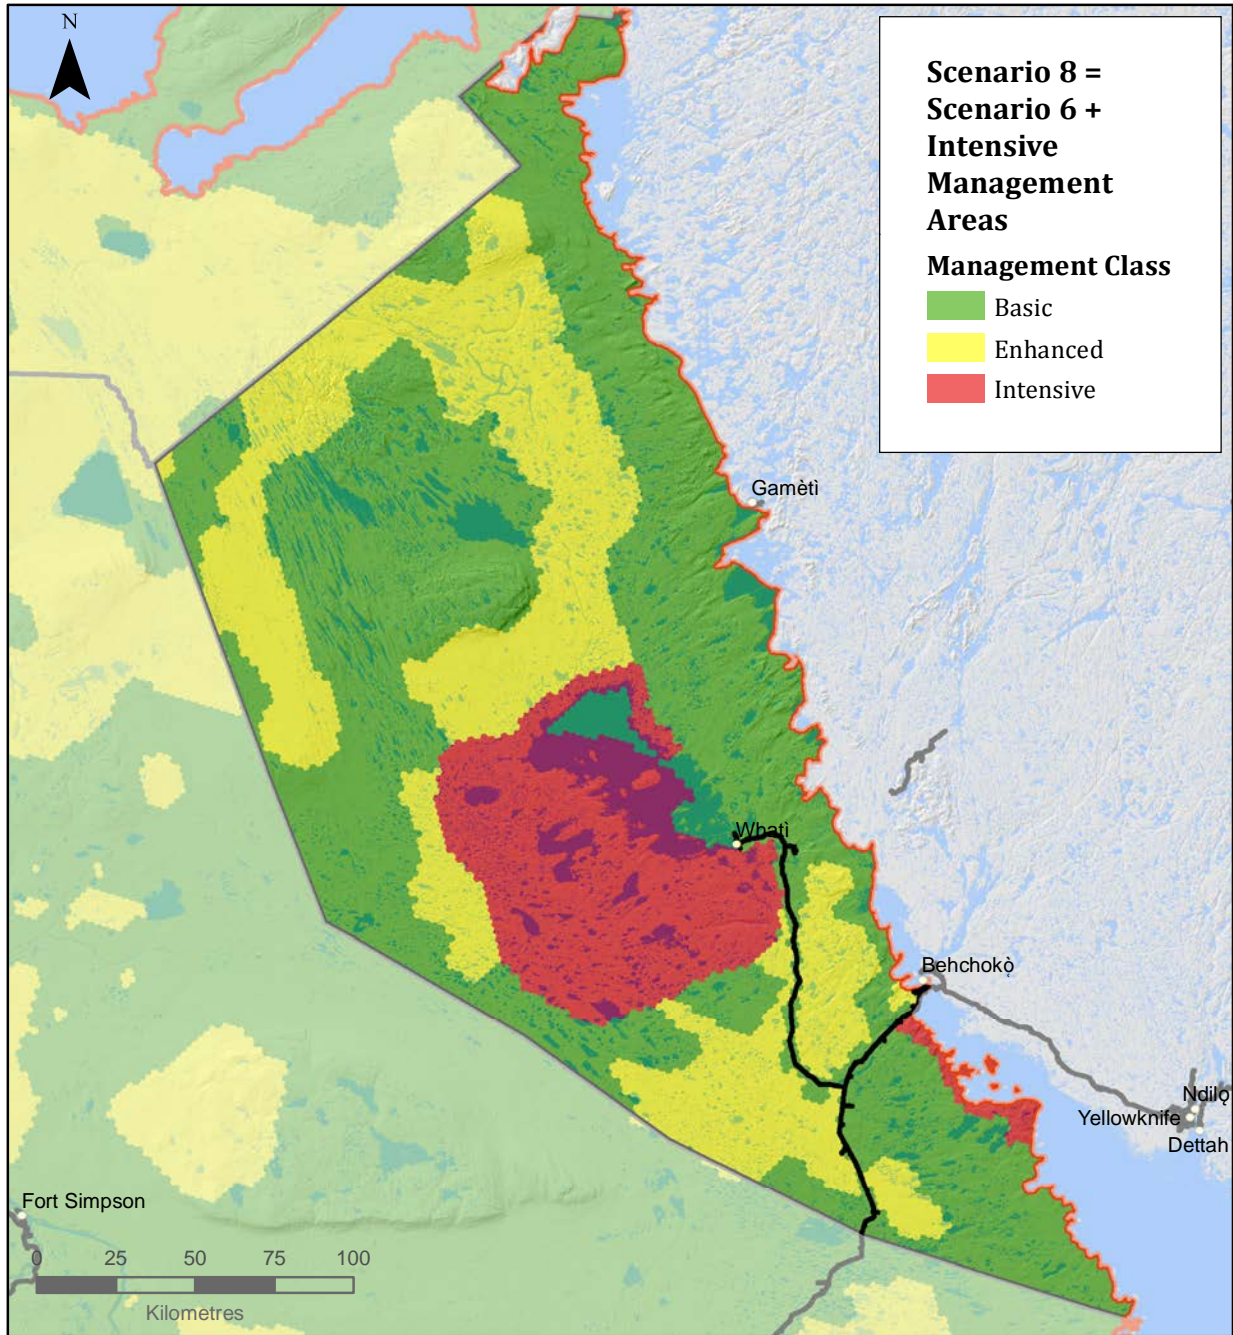 N
Scenario 8 =
Scenario 6 +
Intensive
Management
Areas
Management Class
Basic
Enhanced
Intensive
Gamètì
Whatì
Behchokǫ̀
Ndilǫ
Yellowknife
Dettah
Fort Simpson
0 25 50 75 100
Kilometres